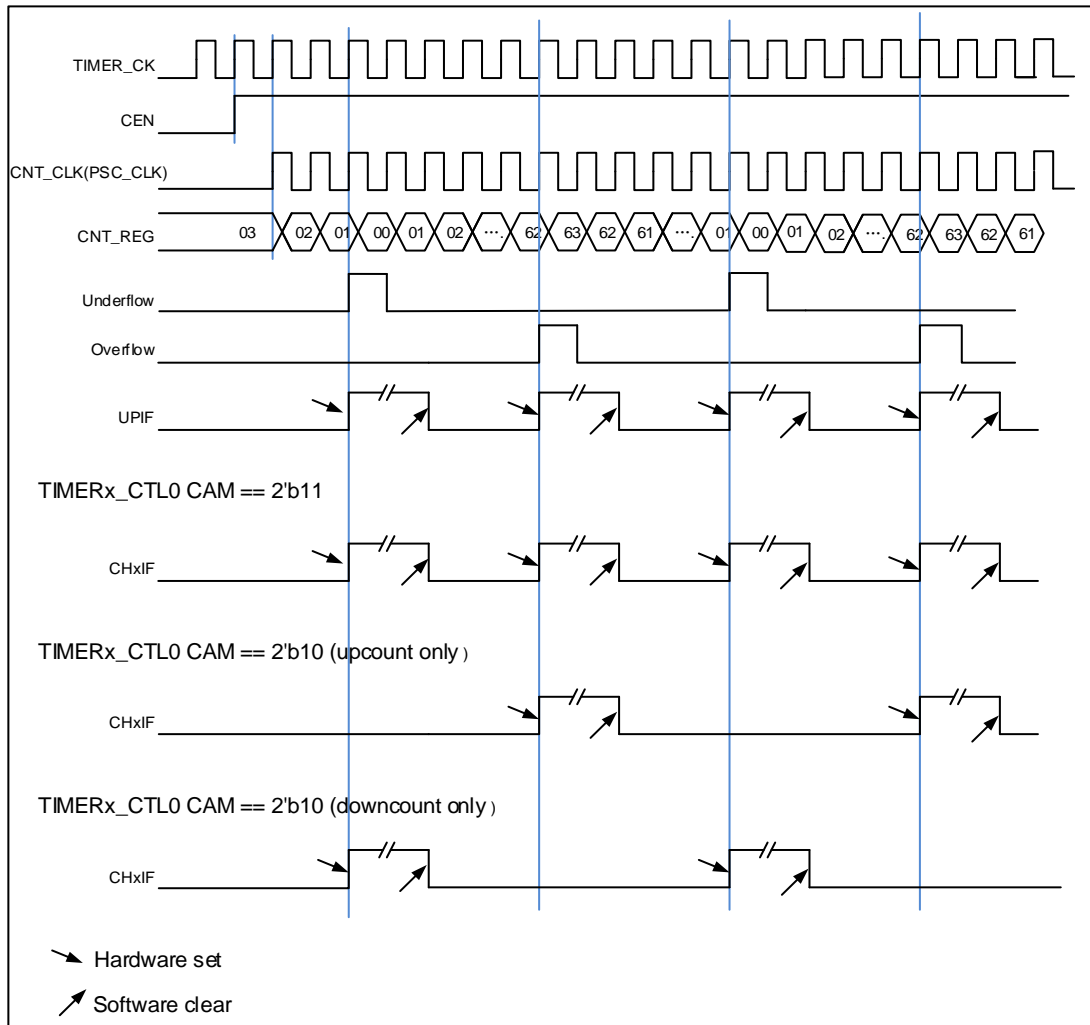 TIMER_CK
CEN
CNT_CLK(PSC_CLK)
CNT_REG 03 02 01 00 01 02 …. 62 63 62 61 …. 01 00 01 02 …. 62 63 62 61
Underflow
Overflow
UPIF
TIMERx_CTL0 CAM == 2'b11
CHxIF
TIMERx_CTL0 CAM == 2'b10 (upcount only）
CHxIF
TIMERx_CTL0 CAM == 2'b10 (downcount only）
CHxIF
Hardware set
Software clear